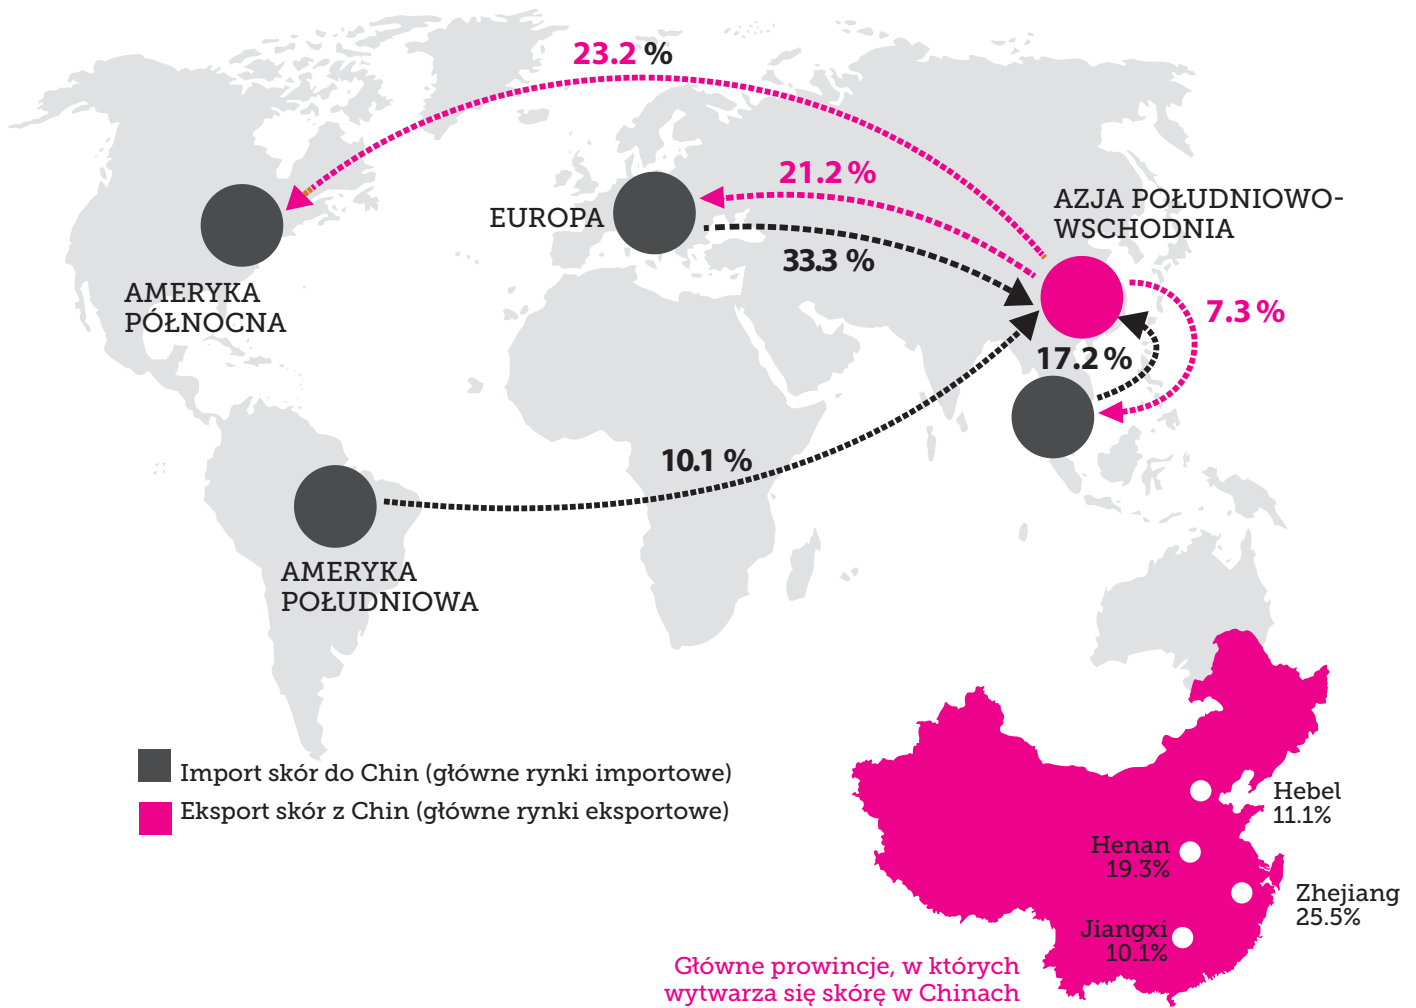 23.2 %
21.2 %
EUROPA
33.3 %
AZJA POŁUDNIOWO-
WSCHODNIA
AMERYKA
PÓŁNOCNA
7.3 %
17.2 %
10.1 %
AMERYKA
POŁUDNIOWA
Import skór do Chin (główne rynki importowe)
Eksport skór z Chin (główne rynki eksportowe)
Hebel
11.1%
Henan
19.3%
Zhejiang
25.5%
Jiangxi
10.1%
Główne prowincje, w których
wytwarza się skórę w Chinach